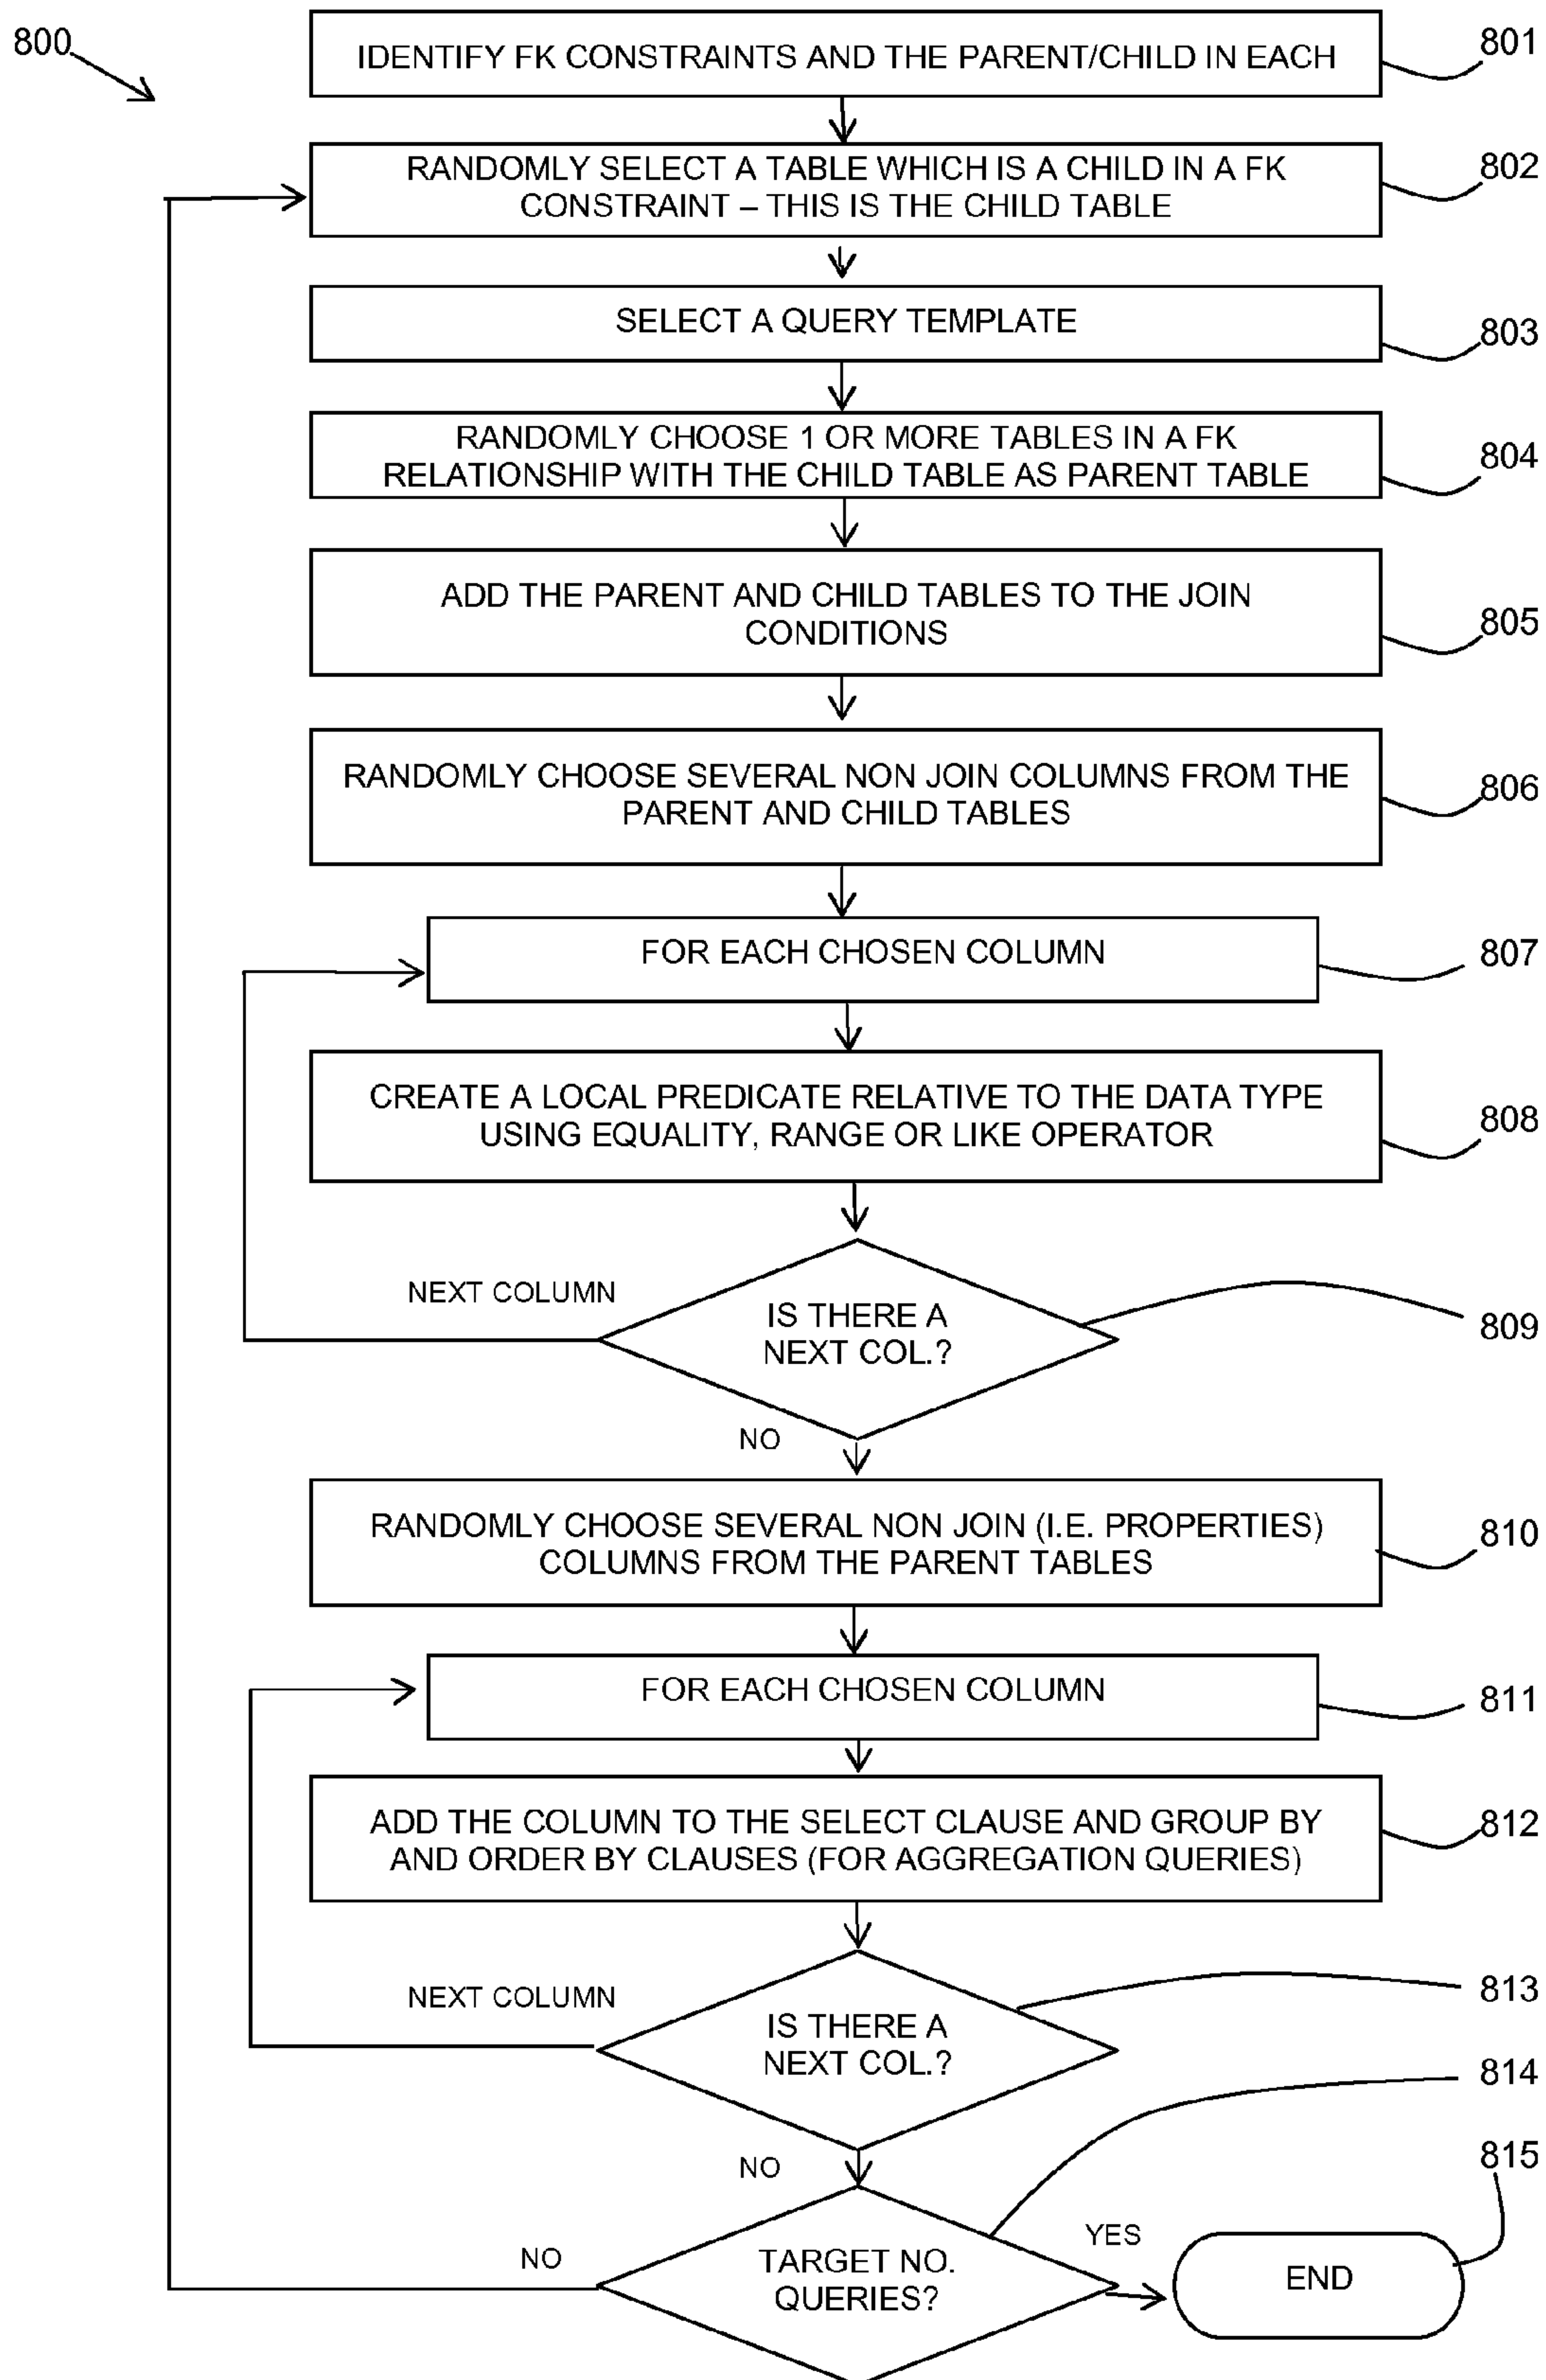 800
IDENTIFY FK CONSTRAINTS AND THE PARENT/CHILD IN EACH
801
RANDOMLY SELECT A TABLE WHICH IS A CHILD IN A FK
CONSTRAINT – THIS IS THE CHILD TABLE
802
SELECT A QUERY TEMPLATE
803
RANDOMLY CHOOSE 1 OR MORE TABLES IN A FK
RELATIONSHIP WITH THE CHILD TABLE AS PARENT TABLE
804
ADD THE PARENT AND CHILD TABLES TO THE JOIN
CONDITIONS
805
RANDOMLY CHOOSE SEVERAL NON JOIN COLUMNS FROM THE
PARENT AND CHILD TABLES
806
FOR EACH CHOSEN COLUMN
807
CREATE A LOCAL PREDICATE RELATIVE TO THE DATA TYPE
USING EQUALITY, RANGE OR LIKE OPERATOR
808
NEXT COLUMN
IS THERE A
NEXT COL.?
809
NO
RANDOMLY CHOOSE SEVERAL NON JOIN (I.E. PROPERTIES)
COLUMNS FROM THE PARENT TABLES
810
FOR EACH CHOSEN COLUMN
811
ADD THE COLUMN TO THE SELECT CLAUSE AND GROUP BY
AND ORDER BY CLAUSES (FOR AGGREGATION QUERIES)
812
NEXT COLUMN
IS THERE A
NEXT COL.?
813
814
NO
815
NO
TARGET NO.
QUERIES?
YES
END